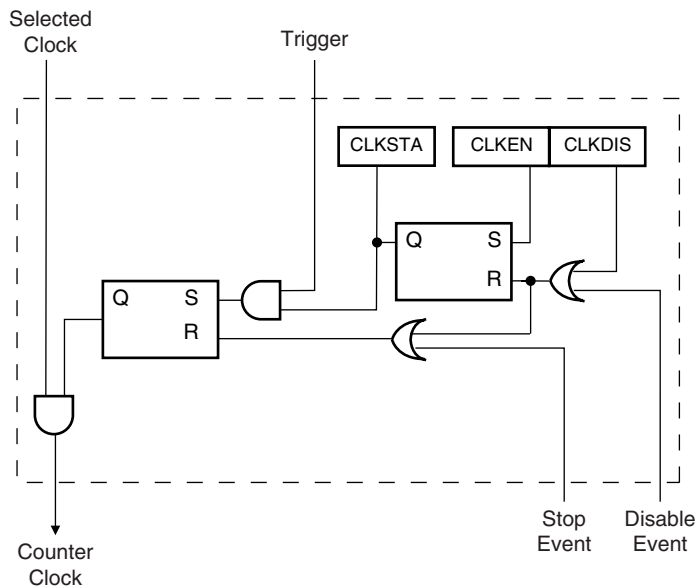 Selected
Clock
Trigger
CLKSTA
CLKEN
CLKDIS
Q
S
R
Q
S
R
Stop
Event
Disable
Event
Counter
Clock